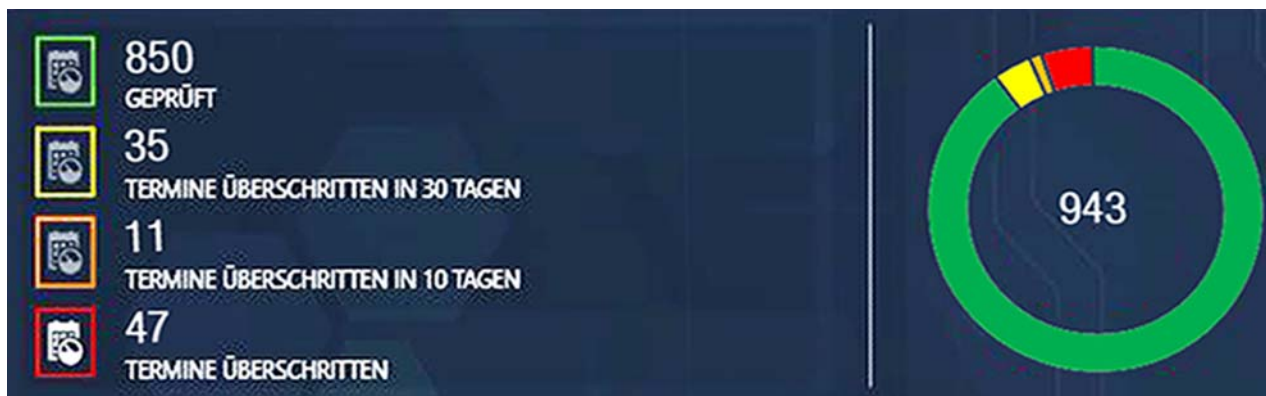 850
GEPRÜFT
35
TERMINE ÜBERSCHRITTEN IN 30 TAGEN
11
TERMINE ÜBERSCHRITTEN IN 10 TAGEN
47
TERMINE ÜBERSCHRITTEN
943